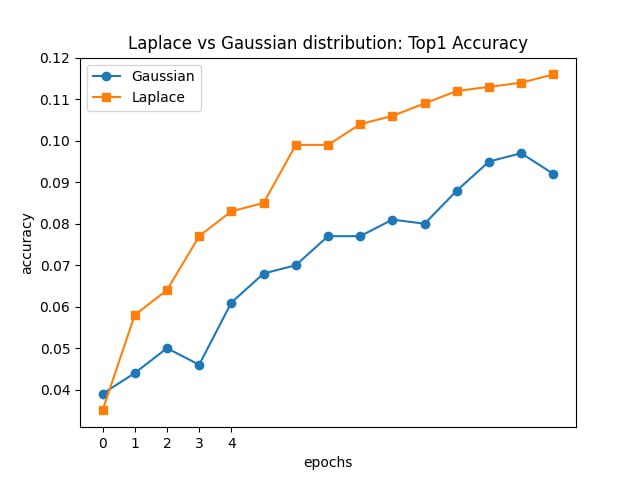 Laplace vs Gaussian distribution: Top1 Accuracy
Gaussian
Laplace
0.12
0.11
0.10
0.09
0.08
0.07
0.06
0.05
0.04
accuracy
0 1 2 3 4
epochs